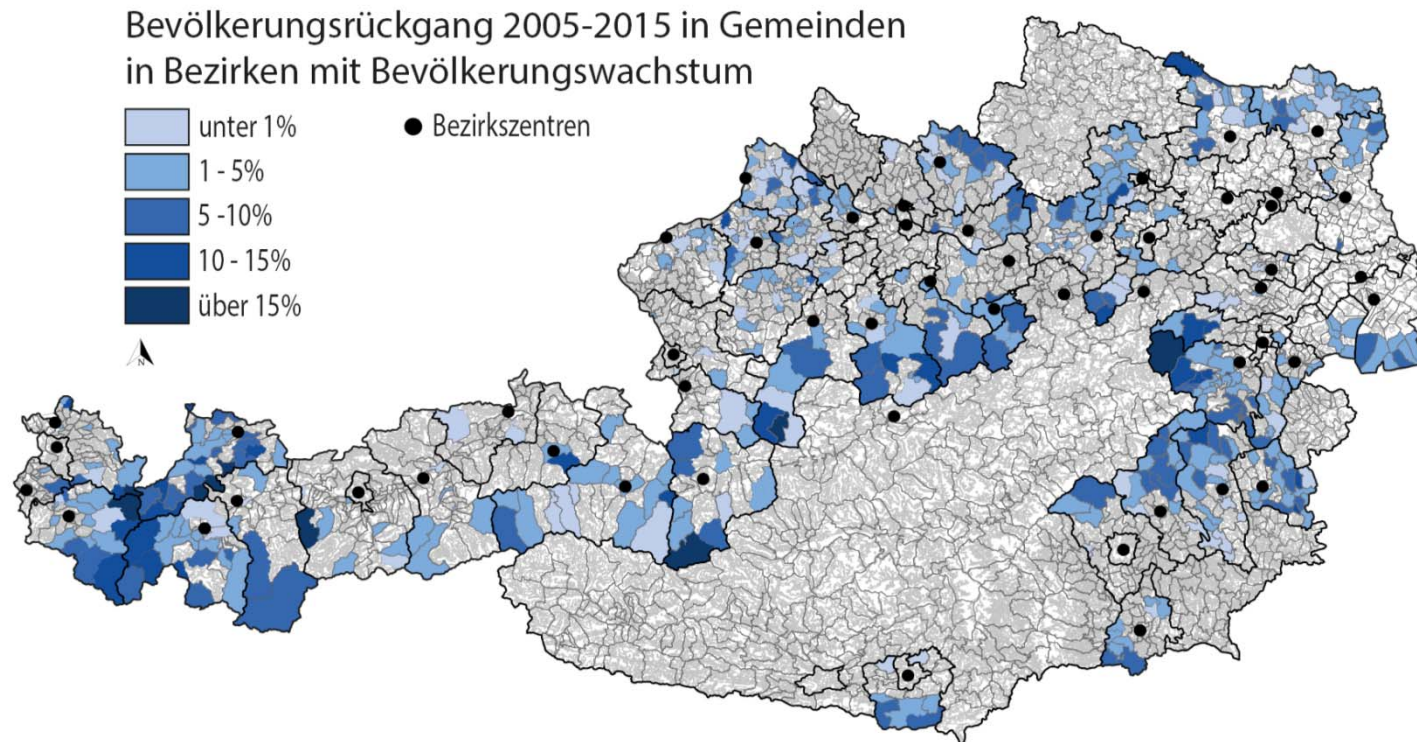 Bevölkerungsrückgang 2005-2015 in Gemeinden
in Bezirken mit Bevölkerungswachstum
unter 1%
Bezirkszentren
1 - 5%
5 -10%
10 - 15%
über 15%
N